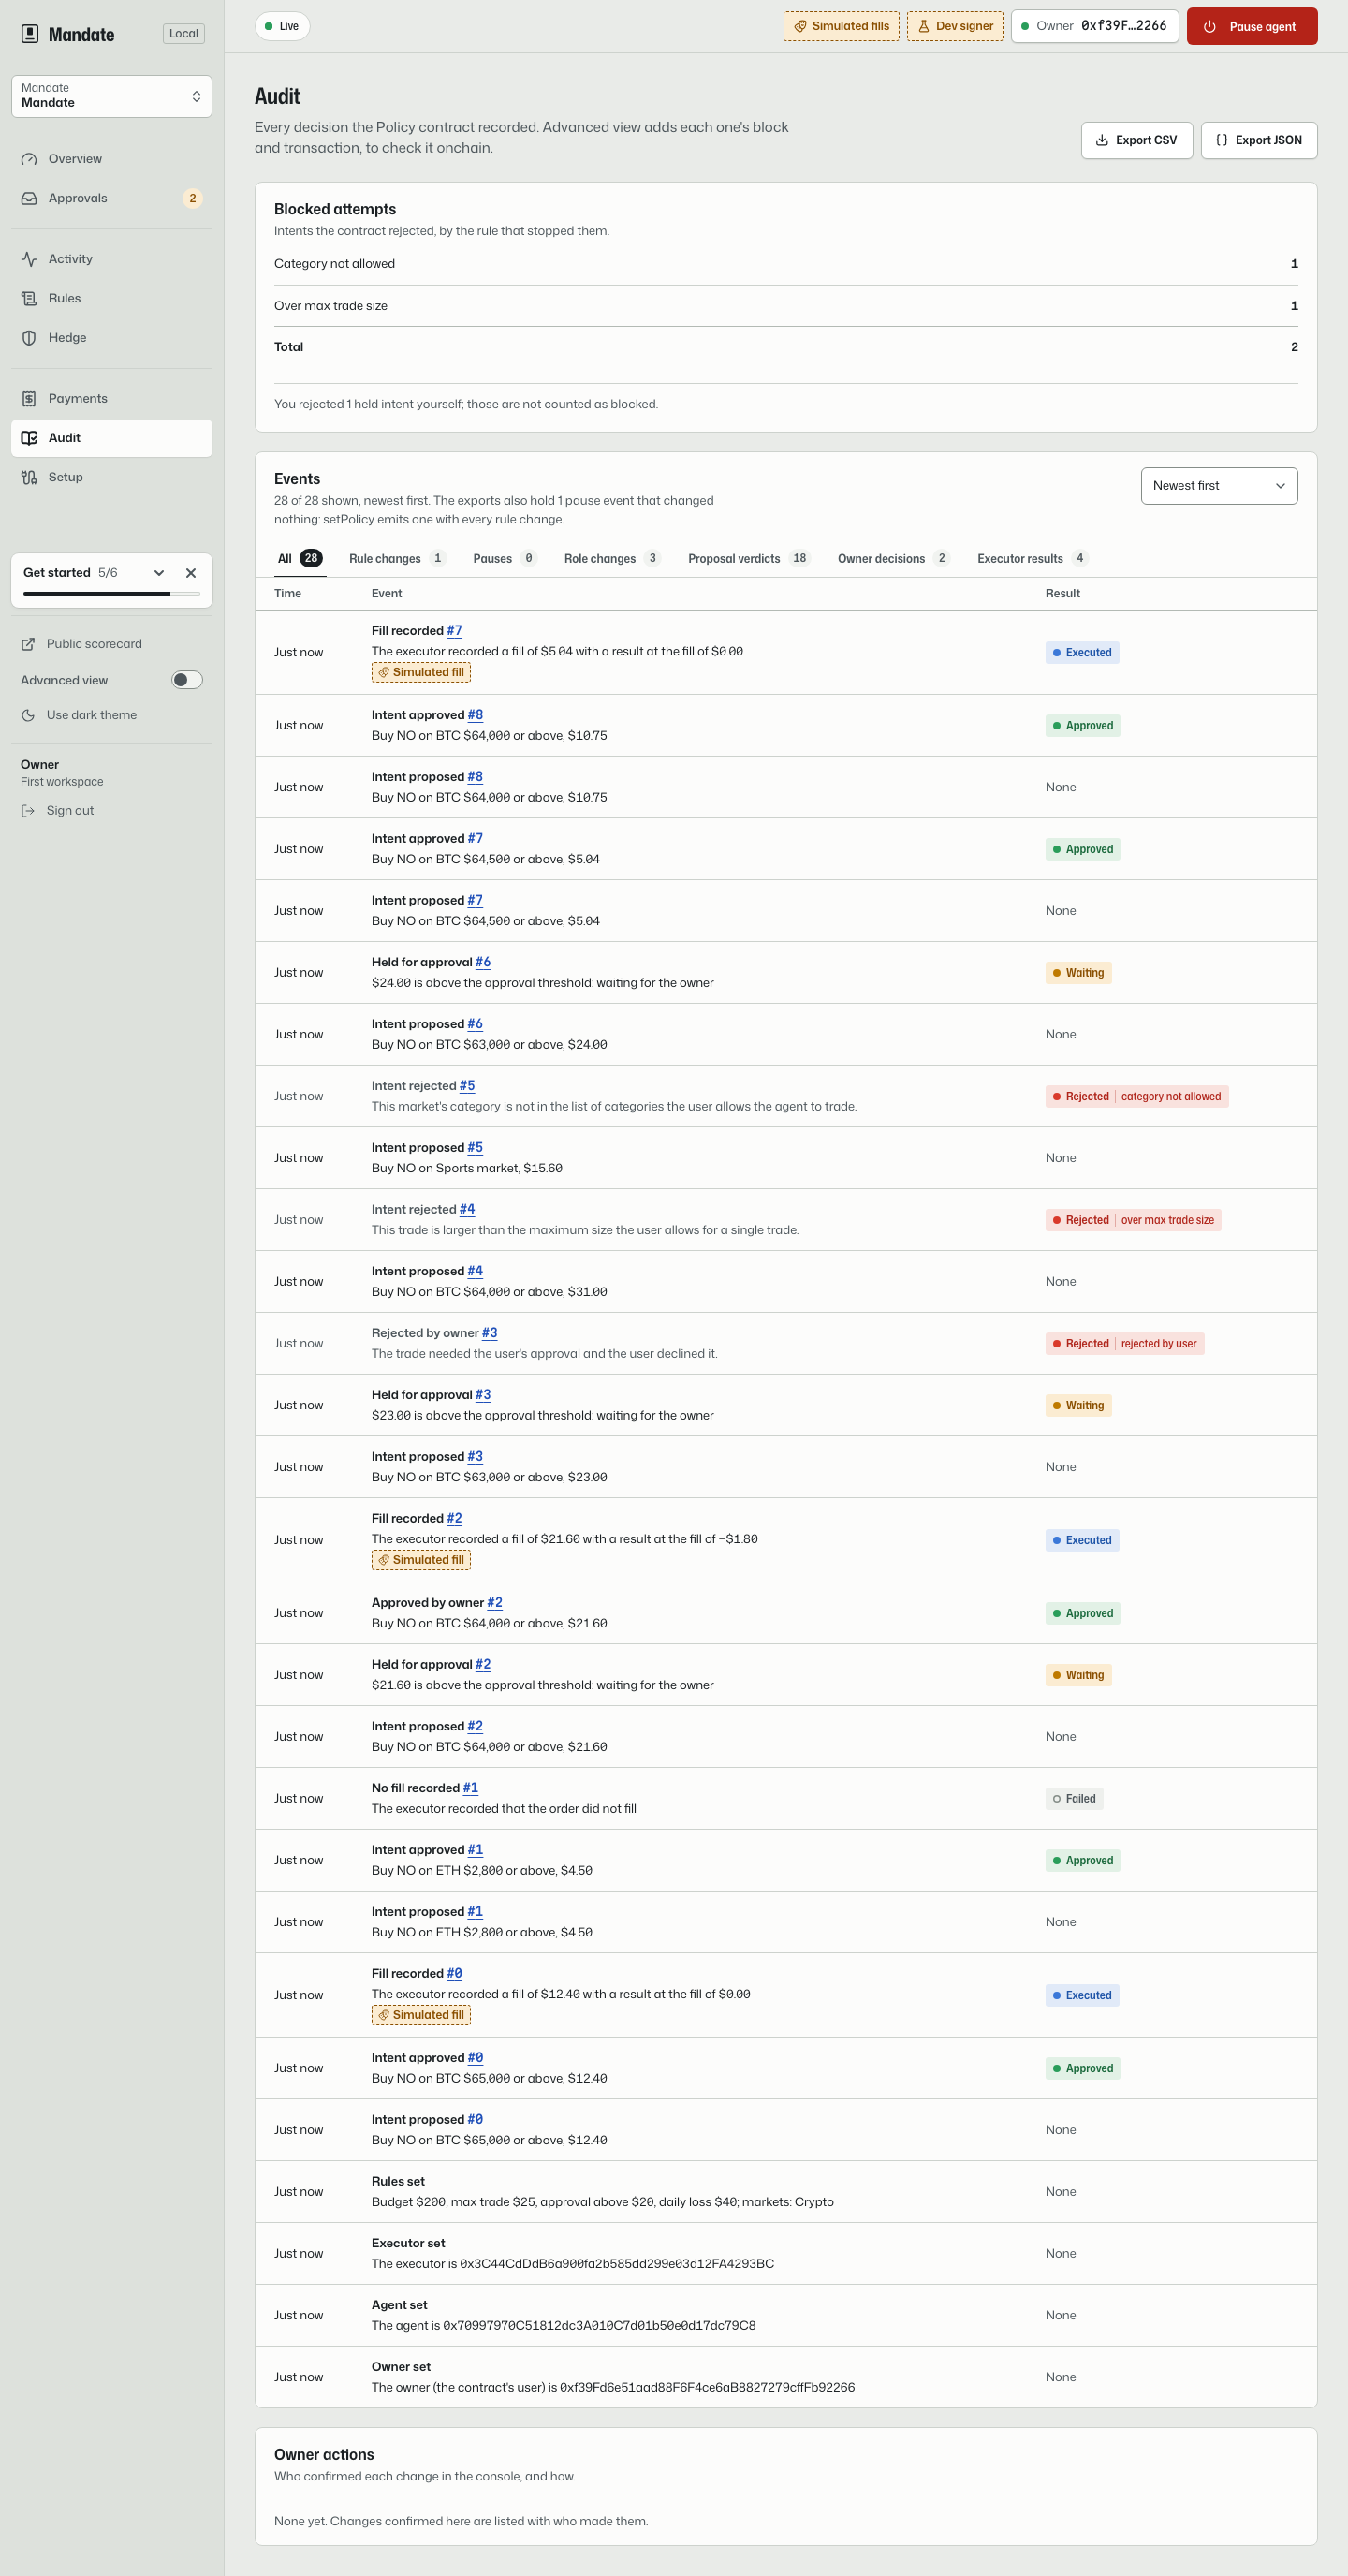 Mandate
Local
Mandate
Mandate
Overview
Approvals 2
Activity
Rules
Hedge
Payments
Audit
Setup
Get started 5/6
Public scorecard
Advanced view
Use dark theme
Owner
First workspace
Sign out
Live
Simulated fills
Dev signer
Owner 0xf39F…2266
Pause agent
Audit
Every decision the Policy contract recorded. Advanced view adds each one's block
and transaction, to check it onchain.
Export CSV
Export JSON
Blocked attempts
Intents the contract rejected, by the rule that stopped them.
Category not allowed 1
Over max trade size 1
Total 2
You rejected 1 held intent yourself; those are not counted as blocked.
Events
28 of 28 shown, newest first. The exports also hold 1 pause event that changed
nothing: setPolicy emits one with every rule change.
Newest first
All 28 Rule changes 1 Pauses 0 Role changes 3 Proposal verdicts 18 Owner decisions 2 Executor results 4
Time Event Result
Fill recorded #7
Just now The executor recorded a fill of $5.04 with a result at the fill of $0.00 Executed
Simulated fill
Intent approved #8
Just now Approved
Buy NO on BTC $64,000 or above, $10.75
Intent proposed #8
Just now None
Buy NO on BTC $64,000 or above, $10.75
Intent approved #7
Just now Approved
Buy NO on BTC $64,500 or above, $5.04
Intent proposed #7
Just now None
Buy NO on BTC $64,500 or above, $5.04
Held for approval #6
Just now Waiting
$24.00 is above the approval threshold: waiting for the owner
Intent proposed #6
Just now None
Buy NO on BTC $63,000 or above, $24.00
Intent rejected #5
Just now Rejected category not allowed
This market's category is not in the list of categories the user allows the agent to trade.
Intent proposed #5
Just now None
Buy NO on Sports market, $15.60
Intent rejected #4
Just now Rejected over max trade size
This trade is larger than the maximum size the user allows for a single trade.
Intent proposed #4
Just now None
Buy NO on BTC $64,000 or above, $31.00
Rejected by owner #3
Just now Rejected rejected by user
The trade needed the user's approval and the user declined it.
Held for approval #3
Just now Waiting
$23.00 is above the approval threshold: waiting for the owner
Intent proposed #3
Just now None
Buy NO on BTC $63,000 or above, $23.00
Fill recorded #2
Just now The executor recorded a fill of $21.60 with a result at the fill of −$1.80 Executed
Simulated fill
Approved by owner #2
Just now Approved
Buy NO on BTC $64,000 or above, $21.60
Held for approval #2
Just now Waiting
$21.60 is above the approval threshold: waiting for the owner
Intent proposed #2
Just now None
Buy NO on BTC $64,000 or above, $21.60
No fill recorded #1
Just now Failed
The executor recorded that the order did not fill
Intent approved #1
Just now Approved
Buy NO on ETH $2,800 or above, $4.50
Intent proposed #1
Just now None
Buy NO on ETH $2,800 or above, $4.50
Fill recorded #0
Just now The executor recorded a fill of $12.40 with a result at the fill of $0.00 Executed
Simulated fill
Intent approved #0
Just now Approved
Buy NO on BTC $65,000 or above, $12.40
Intent proposed #0
Just now None
Buy NO on BTC $65,000 or above, $12.40
Rules set
Just now None
Budget $200, max trade $25, approval above $20, daily loss $40; markets: Crypto
Executor set
Just now None
The executor is 0x3C44CdDdB6a900fa2b585dd299e03d12FA4293BC
Agent set
Just now None
The agent is 0x70997970C51812dc3A010C7d01b50e0d17dc79C8
Owner set
Just now None
The owner (the contract's user) is 0xf39Fd6e51aad88F6F4ce6aB8827279cffFb92266
Owner actions
Who confirmed each change in the console, and how.
None yet. Changes confirmed here are listed with who made them.